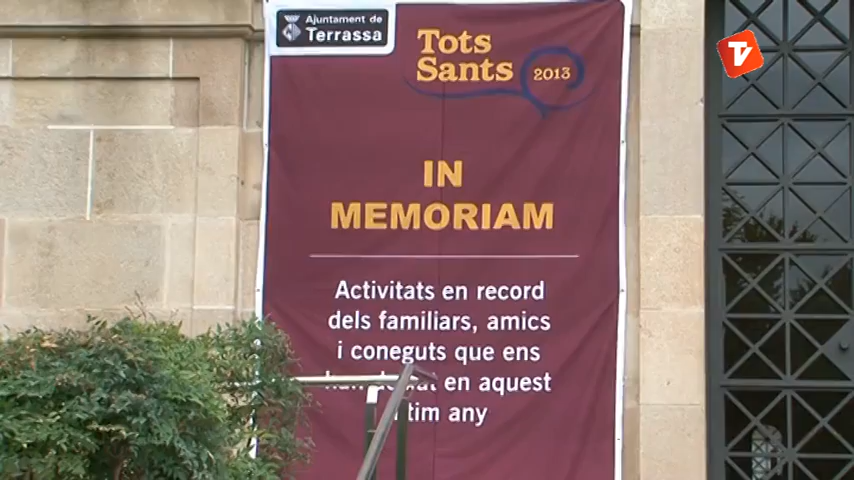 Ajuntament de
Terrassa
Tots
Sants 2013
TV
IN
MEMORIAM
Activitats en record
dels familiars, amics
i coneguts que ens
en aquest
any